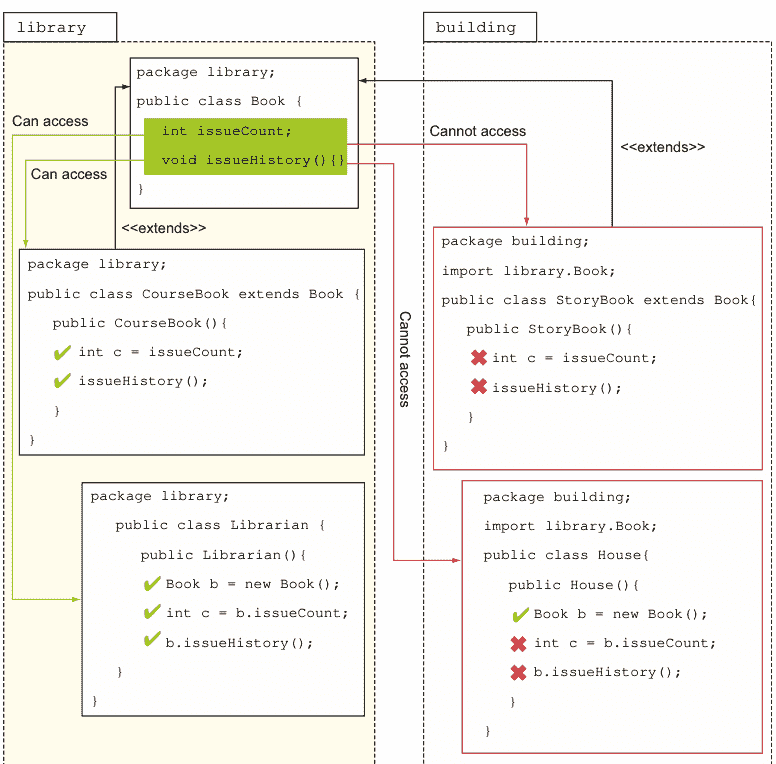 library
package library;
public class Book {
int issueCount;
void issueHistory(){}
}
Can access
Can access
<<extends>>
package library;
public class CourseBook extends Book {
public CourseBook(){
int c = issueCount;
issueHistory();
}
}
package library;
public class Librarian {
public Librarian(){
Book b = new Book();
int c = b.issueCount;
b.issueHistory();
}
}
building
Cannot access
<<extends>>
Cannot access
package building;
import library.Book;
public class StoryBook extends Book{
public StoryBook(){
int c = issueCount;
issueHistory();
}
}
package building;
import library.Book;
public class House{
public House(){
Book b = new Book();
int c = b.issueCount;
b.issueHistory();
}
}